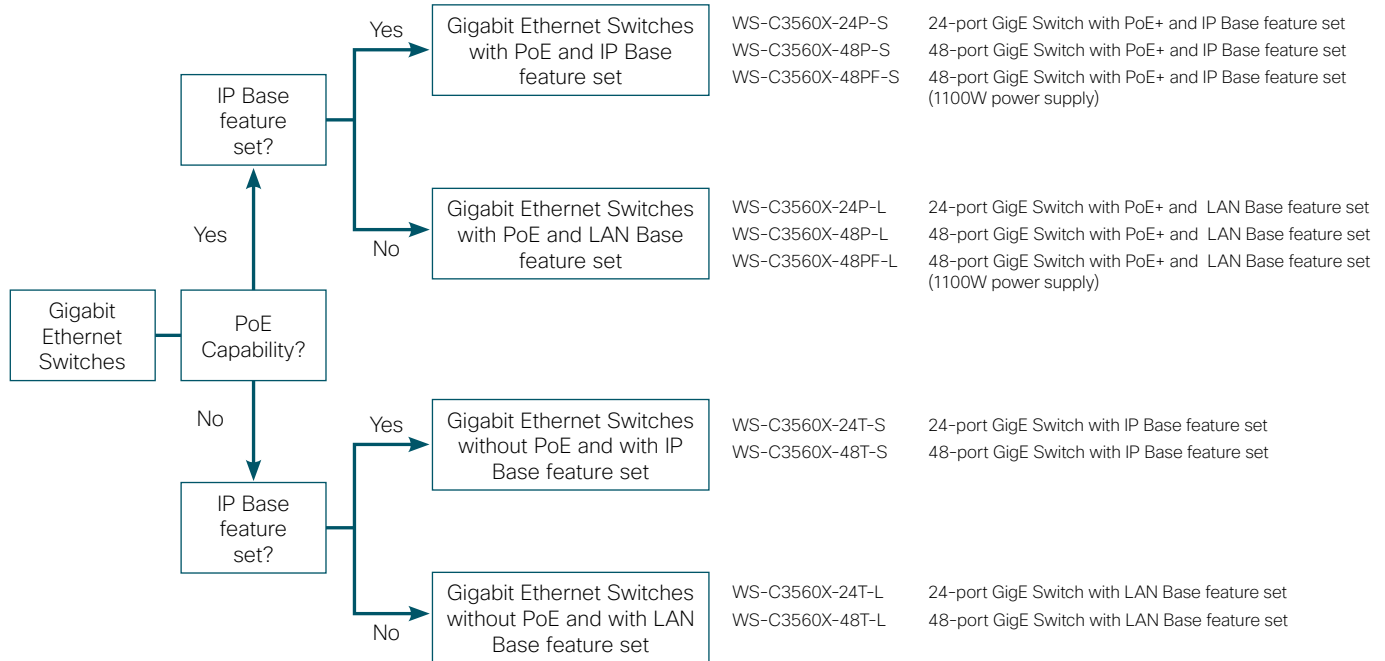 Gigabit
Ethernet
Switches
PoE
Capability?
Yes
IP Base
feature
set?
Yes
Gigabit Ethernet Switches
with PoE and IP Base
feature set
WS-C3560X-24P-S 24-port GigE Switch with PoE+ and IP Base feature set
WS-C3560X-48P-S 48-port GigE Switch with PoE+ and IP Base feature set
WS-C3560X-48PF-S 48-port GigE Switch with PoE+ and IP Base feature set
(1100W power supply)
No
Gigabit Ethernet Switches
with PoE and LAN Base
feature set
WS-C3560X-24P-L 24-port GigE Switch with PoE+ and LAN Base feature set
WS-C3560X-48P-L 48-port GigE Switch with PoE+ and LAN Base feature set
WS-C3560X-48PF-L 48-port GigE Switch with PoE+ and LAN Base feature set
(1100W power supply)
No
IP Base
feature
set?
Yes
Gigabit Ethernet Switches
without PoE and with IP
Base feature set
WS-C3560X-24T-S 24-port GigE Switch with IP Base feature set
WS-C3560X-48T-S 48-port GigE Switch with IP Base feature set
No
Gigabit Ethernet Switches
without PoE and with LAN
Base feature set
WS-C3560X-24T-L 24-port GigE Switch with LAN Base feature set
WS-C3560X-48T-L 48-port GigE Switch with LAN Base feature set